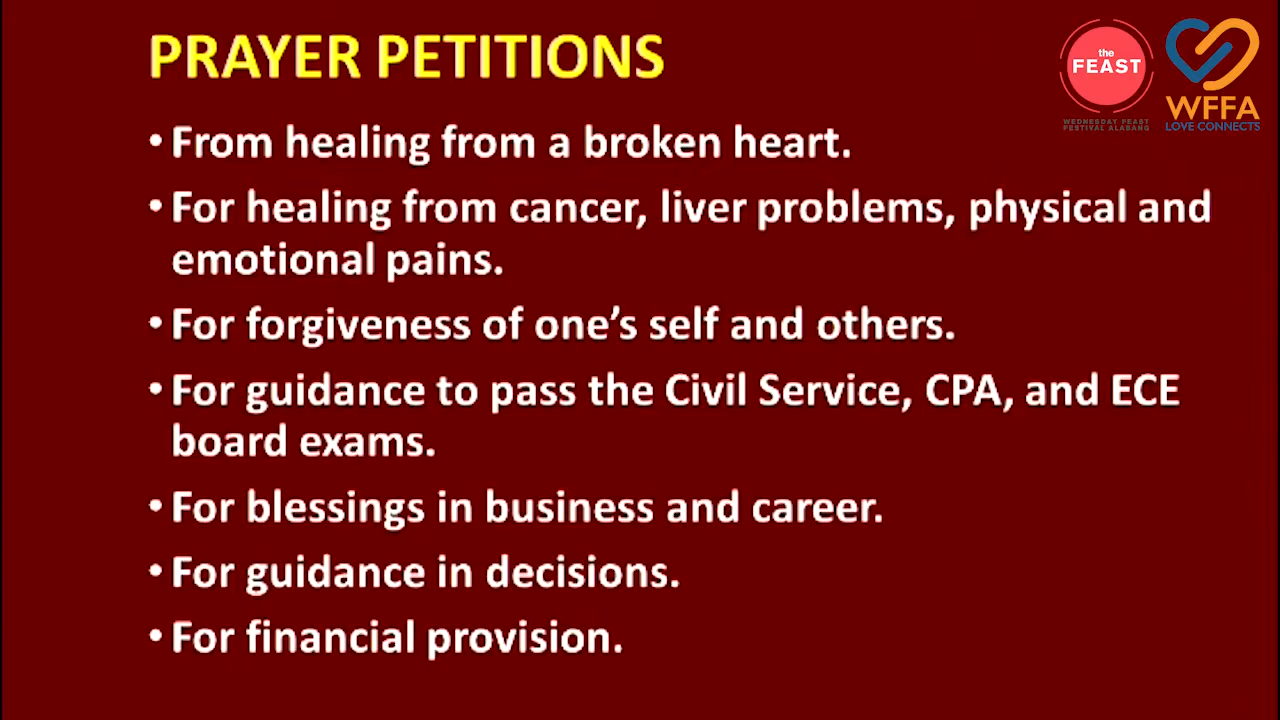 PRAYER PETITIONS
the
FEAST
WEDNESDAY FEAST
FESTIVAL ALABANG
WFFA
LOVE CONNECTS
• From healing from a broken heart.
• For healing from cancer, liver problems, physical and
emotional pains.
• For forgiveness of one’s self and others.
• For guidance to pass the Civil Service, CPA, and ECE
board exams.
• For blessings in business and career.
• For guidance in decisions.
• For financial provision.